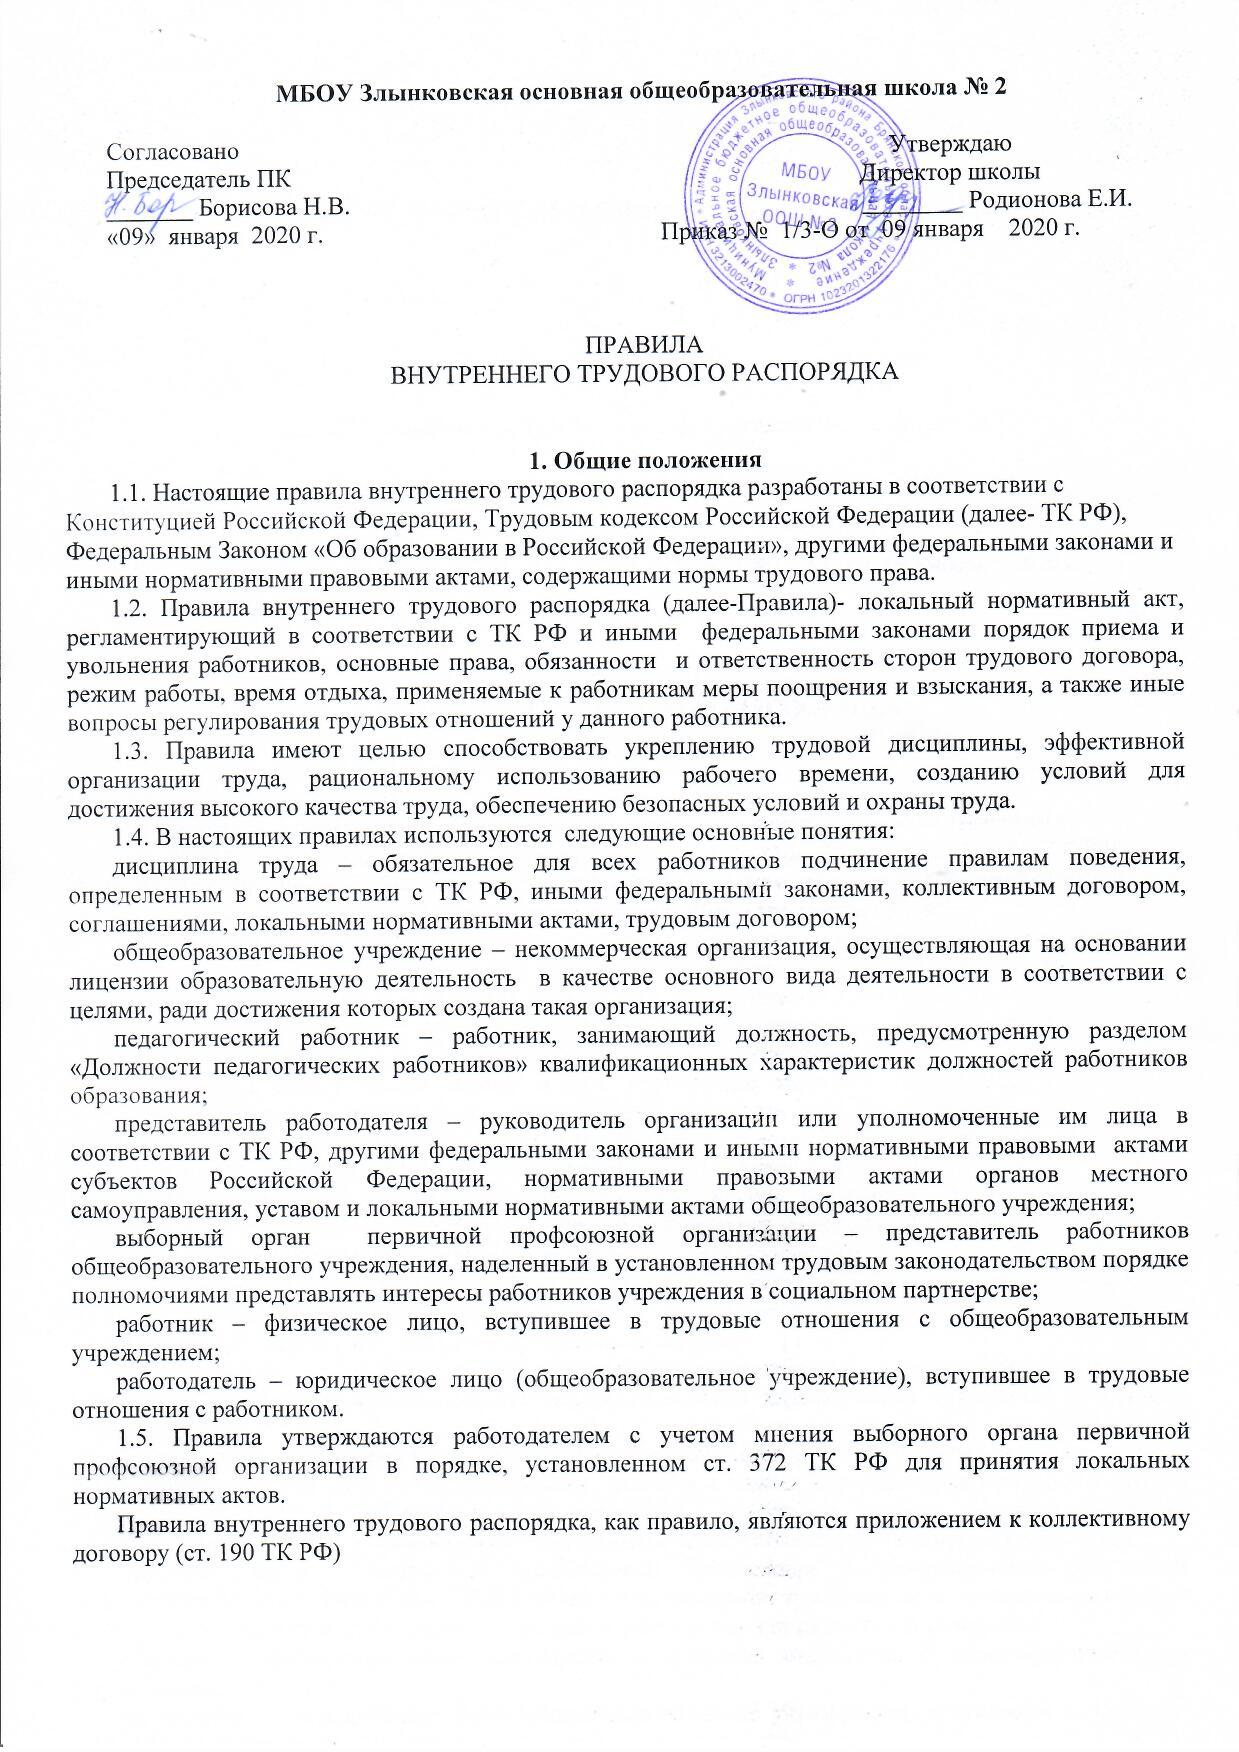 МБОУ Злынковская основная общеобразовательная школа № 2
Согласовано
Председатель ПК
Н. Бор Борисова Н.В.
«09» января 2020 г.
Утверждаю
Директор школы
Родионова Е.И.
Приказ № 1/3-О от 09 января 2020 г.
МБОУ
Злынковская
ООШ №2
ОГРН 1023201322176
3213002470
ПРАВИЛА
ВНУТРЕННЕГО ТРУДОВОГО РАСПОРЯДКА
1. Общие положения
1.1. Настоящие правила внутреннего трудового распорядка разработаны в соответствии с
Конституцией Российской Федерации, Трудовым кодексом Российской Федерации (далее- ТК РФ),
Федеральным Законом «Об образовании в Российской Федерации», другими федеральными законами и
иными нормативными правовыми актами, содержащими нормы трудового права.
1.2. Правила внутреннего трудового распорядка (далее-Правила)- локальный нормативный акт,
регламентирующий в соответствии с ТК РФ и иными федеральными законами порядок приема и
увольнения работников, основные права, обязанности и ответственность сторон трудового договора,
режим работы, время отдыха, применяемые к работникам меры поощрения и взыскания, а также иные
вопросы регулирования трудовых отношений у данного работника.
1.3. Правила имеют целью способствовать укреплению трудовой дисциплины, эффективной
организации труда, рациональному использованию рабочего времени, созданию условий для
достижения высокого качества труда, обеспечению безопасных условий и охраны труда.
1.4. В настоящих правилах используются следующие основные понятия:
дисциплина труда – обязательное для всех работников подчинение правилам поведения,
определенным в соответствии с ТК РФ, иными федеральными законами, коллективным договором,
соглашениями, локальными нормативными актами, трудовым договором;
общеобразовательное учреждение – некоммерческая организация, осуществляющая на основании
лицензии образовательную деятельность в качестве основного вида деятельности в соответствии с
целями, ради достижения которых создана такая организация;
педагогический работник – работник, занимающий должность, предусмотренную разделом
«Должности педагогических работников» квалификационных характеристик должностей работников
образования;
представитель работодателя – руководитель организации или уполномоченные им лица в
соответствии с ТК РФ, другими федеральными законами и иными нормативными правовыми актами
субъектов Российской Федерации, нормативными правовыми актами органов местного
самоуправления, уставом и локальными нормативными актами общеобразовательного учреждения;
выборный орган первичной профсоюзной организации – представитель работников
общеобразовательного учреждения, наделенный в установленном трудовым законодательством порядке
полномочиями представлять интересы работников учреждения в социальном партнерстве;
работник – физическое лицо, вступившее в трудовые отношения с общеобразовательным
учреждением;
работодатель – юридическое лицо (общеобразовательное учреждение), вступившее в трудовые
отношения с работником.
1.5. Правила утверждаются работодателем с учетом мнения выборного органа первичной
профсоюзной организации в порядке, установленном ст. 372 ТК РФ для принятия локальных
нормативных актов.
Правила внутреннего трудового распорядка, как правило, являются приложением к коллективному
договору (ст. 190 ТК РФ)